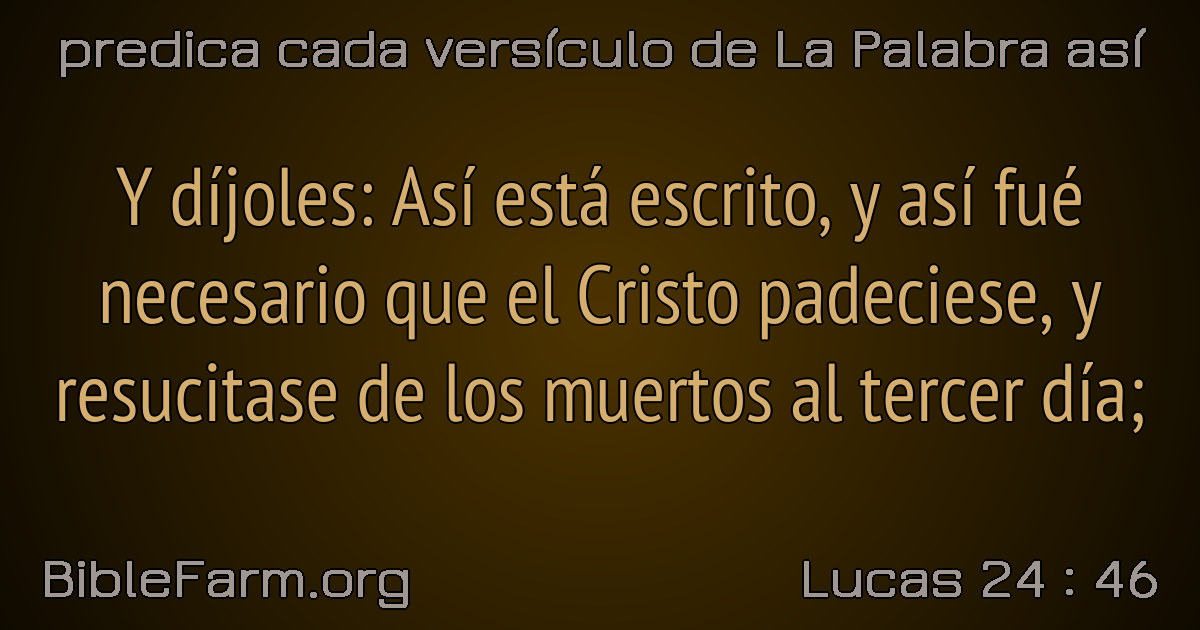 predica cada versículo de La Palabra así
Y díjoles: Así está escrito, y así fué
necesario que el Cristo padeciese, y
resucitase de los muertos al tercer día;
BibleFarm.org
Lucas 24 : 46